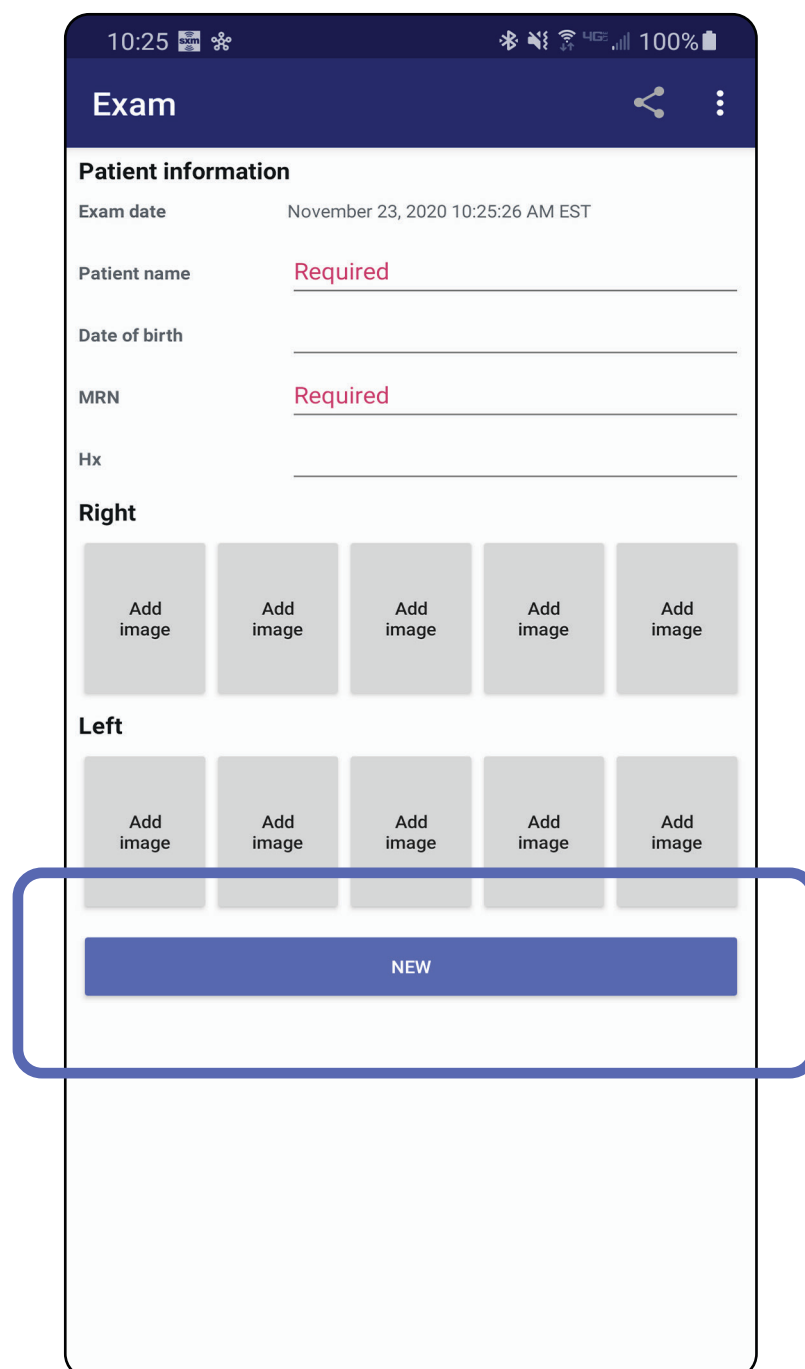 10:25 sxm 4GE 100%
Exam
Patient information
Exam date November 23, 2020 10:25:26 AM EST
Patient name Required
Date of birth
MRN Required
Hx
Right
Add image Add image Add image Add image Add image
Left
Add image Add image Add image Add image Add image
NEW